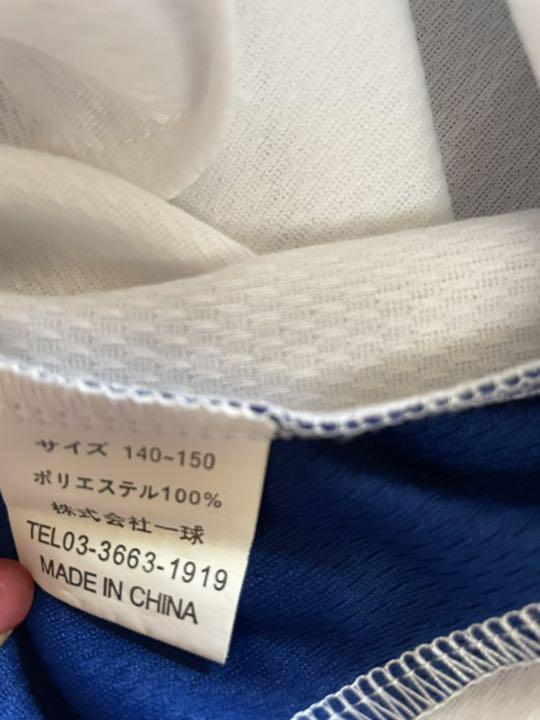 サイズ 140~150
ポリエステル100%
株式会社一球
TEL03-3663-1919
MADE IN CHINA